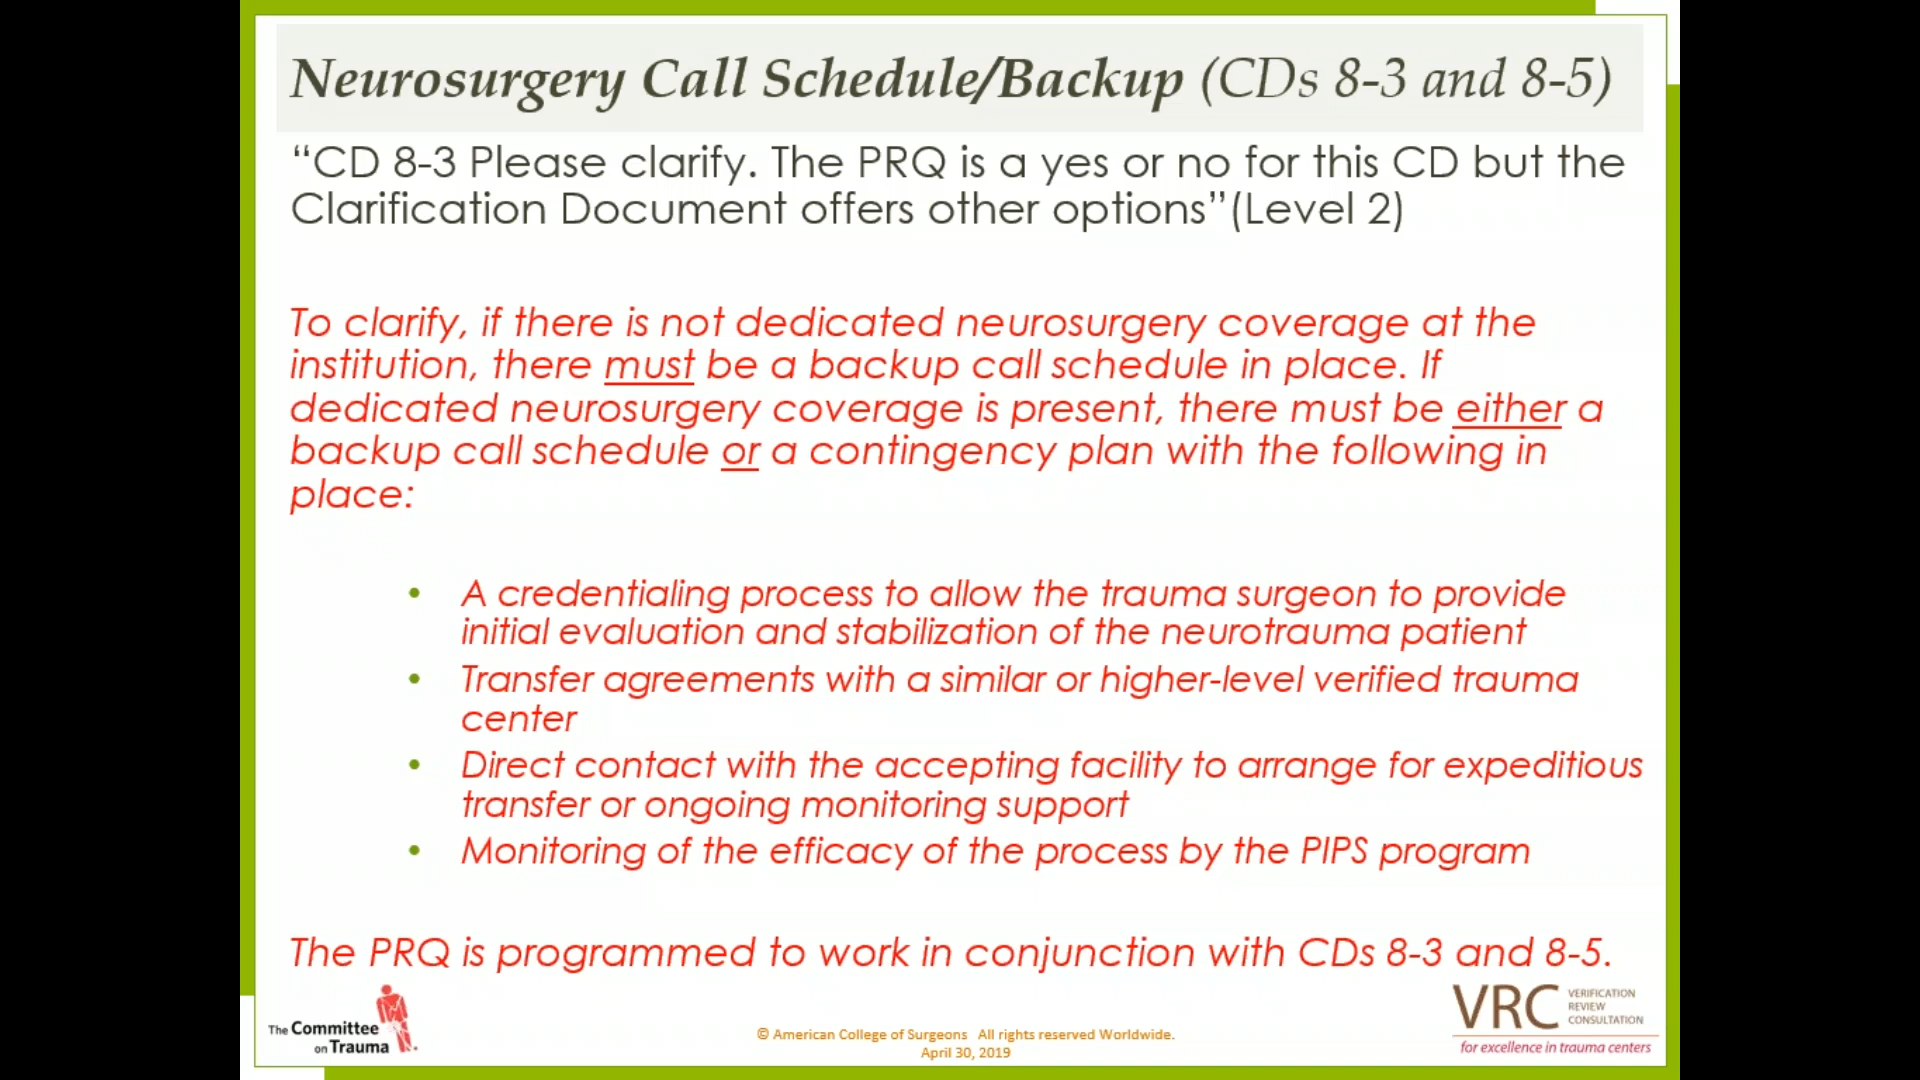 Neurosurgery Call Schedule/Backup (CDs 8-3 and 8-5)
“CD 8-3 Please clarify. The PRQ is a yes or no for this CD but the
Clarification Document offers other options”(Level 2)
To clarify, if there is not dedicated neurosurgery coverage at the
institution, there must be a backup call schedule in place. If
dedicated neurosurgery coverage is present, there must be either a
backup call schedule or a contingency plan with the following in
place:
• A credentialing process to allow the trauma surgeon to provide
initial evaluation and stabilization of the neurotrauma patient
• Transfer agreements with a similar or higher-level verified trauma
center
• Direct contact with the accepting facility to arrange for expeditious
transfer or ongoing monitoring support
• Monitoring of the efficacy of the process by the PIPS program
The PRQ is programmed to work in conjunction with CDs 8-3 and 8-5.
The Committee
on Trauma
© American College of Surgeons All rights reserved Worldwide.
April 30, 2019
VRC
VERIFICATION
REVIEW
CONSULTATION
for excellence in trauma centers